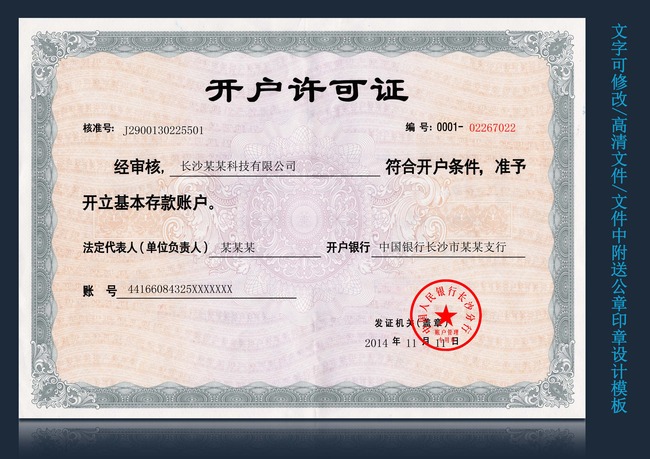 开户许可证
核准号: J2900130225501 编 号: 0001- 02267022
经审核, 长沙某某科技有限公司 符合开户条件, 准予
开立基本存款账户。
法定代表人(单位负责人) 某某某 开户银行 中国银行长沙市某某支行
账 号 44166084325XXXXXXX
发证机关(盖章)
2014 年 11 月 11 日
中国人民银行长沙分行
账户管理
文字可修改/高清文件/文件中附送公章印章设计模板